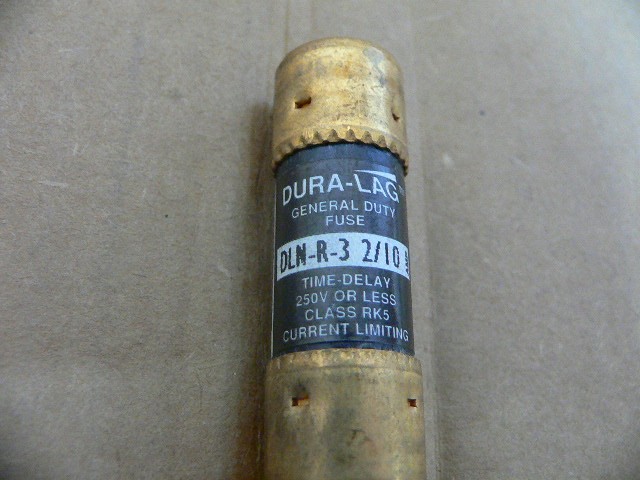 DURA-LAG
GENERAL DUTY
FUSE
DLN-R-3 2/10
TIME-DELAY
250V OR LESS
CLASS RK5
CURRENT LIMITING